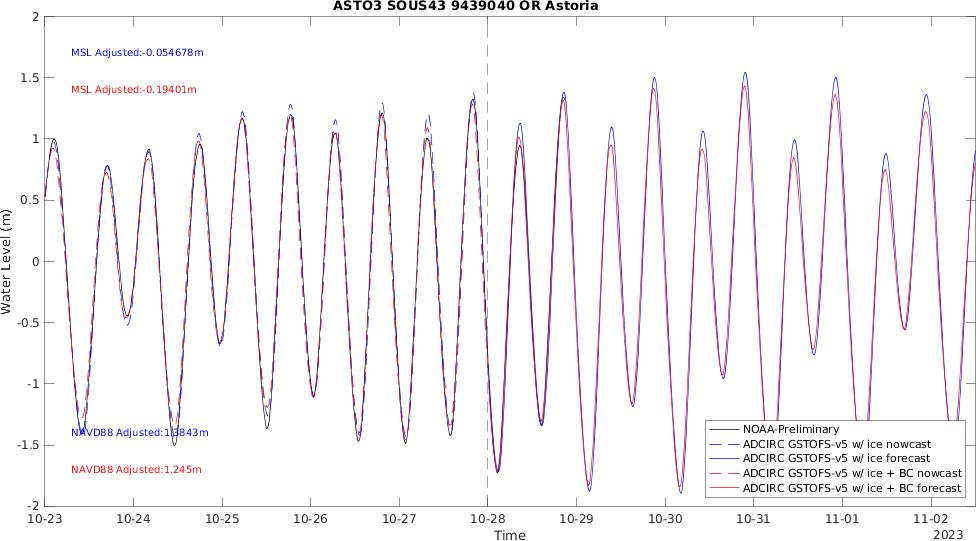 ASTO3 SOUS43 9439040 OR Astoria
2
1.5
1
0.5
0
-0.5
-1
-1.5
-2
Water Level (m)
MSL Adjusted:-0.054678m
MSL Adjusted:-0.19401m
NAVD88 Adjusted:1.3843m
NAVD88 Adjusted:1.245m
NOAA-Preliminary
ADCIRC GSTOFS-v5 w/ ice nowcast
ADCIRC GSTOFS-v5 w/ ice forecast
ADCIRC GSTOFS-v5 w/ ice + BC nowcast
ADCIRC GSTOFS-v5 w/ ice + BC forecast
10-23 10-24 10-25 10-26 10-27 10-28 10-29 10-30 10-31 11-01 11-02
Time
2023